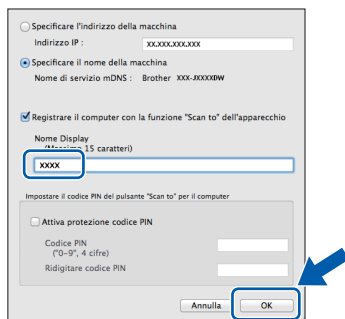 Specificare l'indirizzo della macchina
Indirizzo IP : xx.xxx.xxx.xxx
Specificare il nome della macchina
Nome di servizio mDNS : Brother XXX-JXXXXDW
Registrare il computer con la funzione "Scan to" dell'apparecchio
Nome Display
(Massimo 15 caratteri)
xxxx
Impostare il codice PIN del pulsante "Scan to" per il computer
Attiva protezione codice PIN
Codice PIN
("0~9", 4 cifre)
Ridigitare codice PIN
Annulla OK